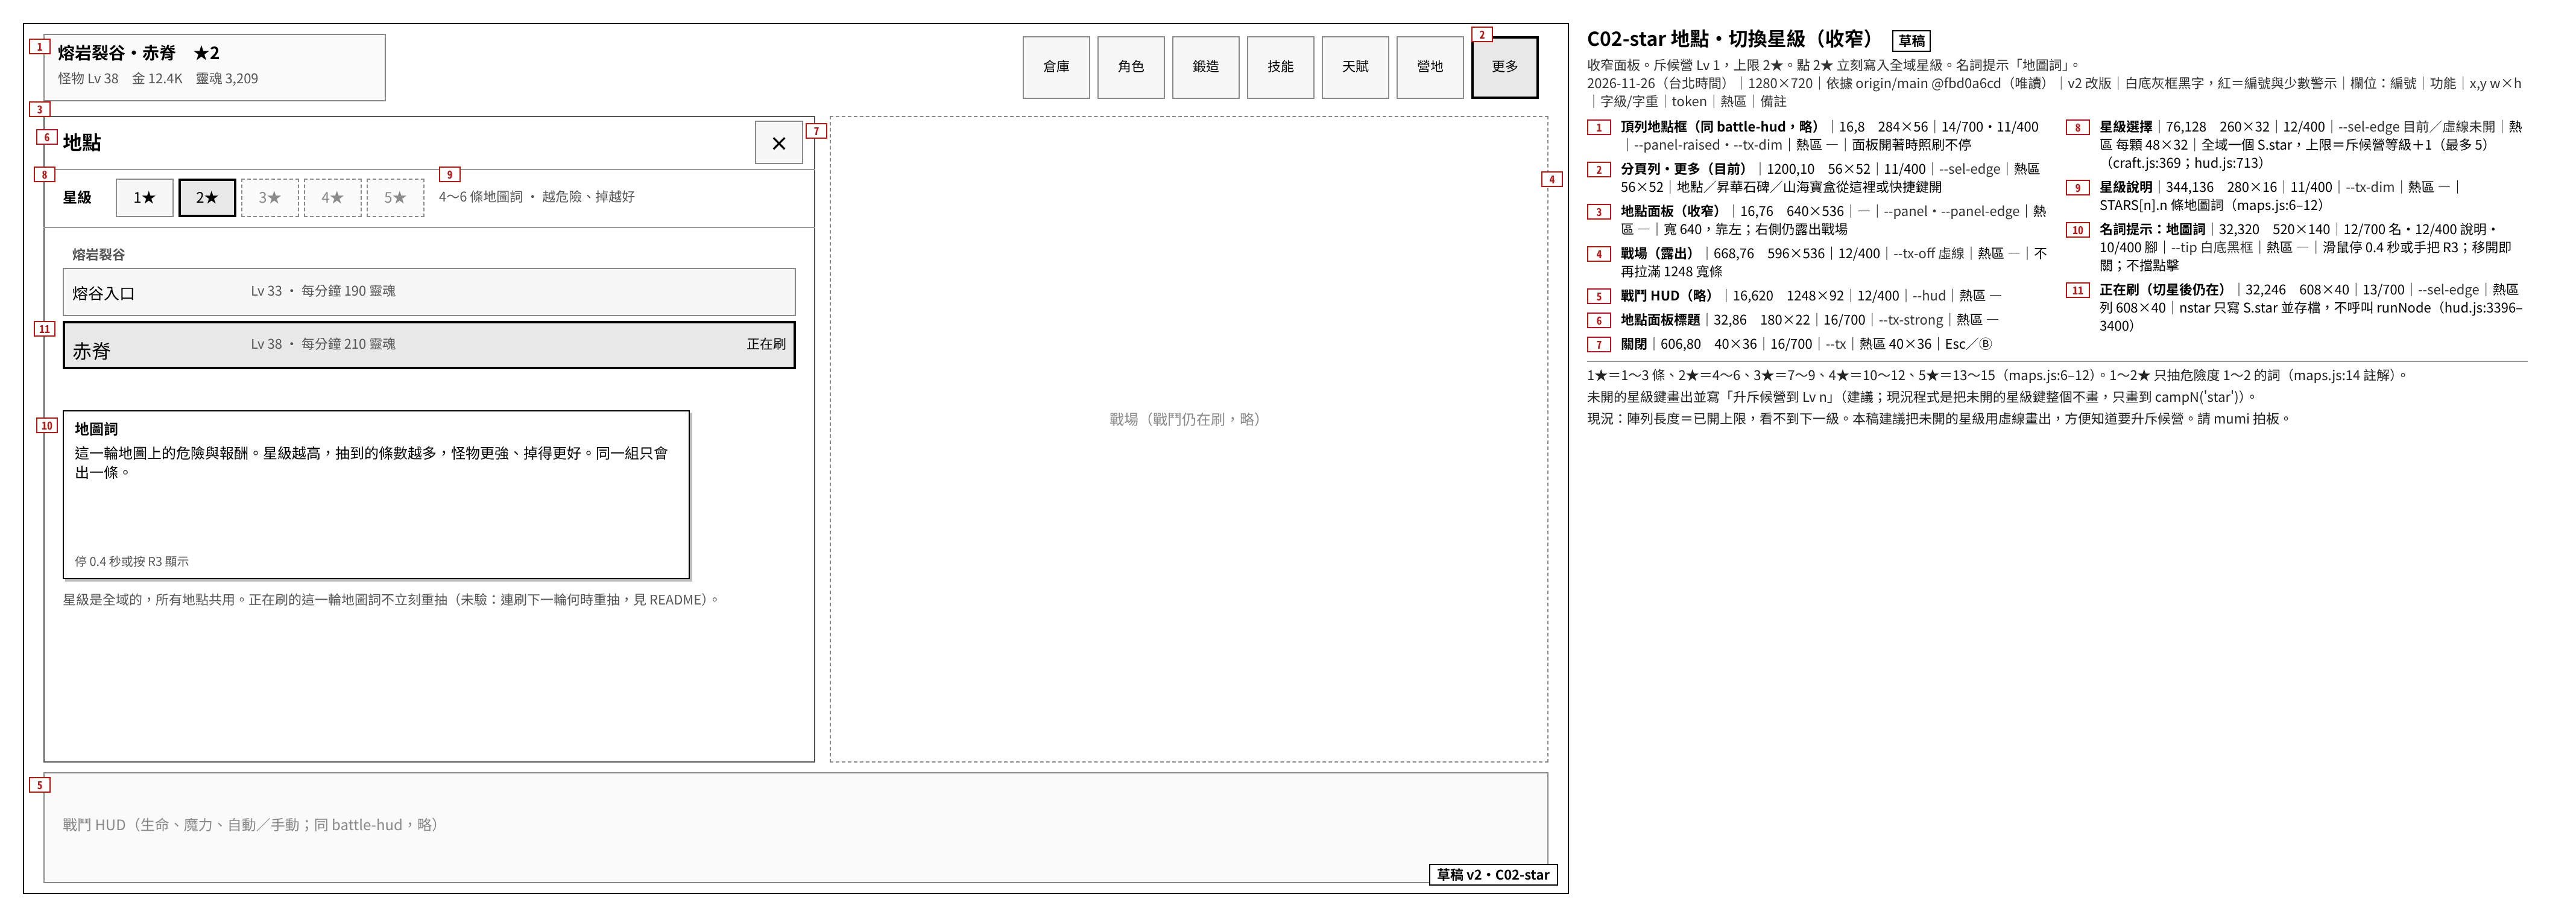 1
熔岩裂谷・赤脊　★2
怪物 Lv 38　金 12.4K　靈魂 3,209
倉庫
角色
鍛造
技能
天賦
營地
2
更多
3
6
地點
×
7
8
星級
1★
2★
3★
4★
5★
9
4～6 條地圖詞・越危險、掉越好
4
熔岩裂谷
熔谷入口
Lv 33・每分鐘 190 靈魂
11
赤脊
Lv 38・每分鐘 210 靈魂
正在刷
10
地圖詞
這一輪地圖上的危險與報酬。星級越高，抽到的條數越多，怪物更強、掉得更好。同一組只會
出一條。
停 0.4 秒或按 R3 顯示
星級是全域的，所有地點共用。正在刷的這一輪地圖詞不立刻重抽（未驗：連刷下一輪何時重抽，見 README）。
戰場（戰鬥仍在刷，略）
5
戰鬥 HUD（生命、魔力、自動／手動；同 battle-hud，略）
草稿 v2・C02-star
C02-star 地點・切換星級（收窄）　草稿
收窄面板。斥候營 Lv 1，上限 2★。點 2★ 立刻寫入全域星級。名詞提示「地圖詞」。
2026-11-26（台北時間）｜1280×720｜依據 origin/main @fbd0a6cd（唯讀）｜v2 改版｜白底灰框黑字，紅＝編號與少數警示｜欄位：編號｜功能｜x,y w×h
｜字級/字重｜token｜熱區｜備註
1 頂列地點框（同 battle-hud，略）｜16,8　284×56｜14/700・11/400
｜--panel-raised・--tx-dim｜熱區 —｜面板開著時照刷不停
2 分頁列・更多（目前）｜1200,10　56×52｜11/400｜--sel-edge｜熱區
56×52｜地點／昇華石碑／山海寶盒從這裡或快捷鍵開
3 地點面板（收窄）｜16,76　640×536｜—｜--panel・--panel-edge｜熱
區 —｜寬 640，靠左；右側仍露出戰場
4 戰場（露出）｜668,76　596×536｜12/400｜--tx-off 虛線｜熱區 —｜不
再拉滿 1248 寬條
5 戰鬥 HUD（略）｜16,620　1248×92｜12/400｜--hud｜熱區 —
6 地點面板標題｜32,86　180×22｜16/700｜--tx-strong｜熱區 —
7 關閉｜606,80　40×36｜16/700｜--tx｜熱區 40×36｜Esc／Ⓑ
8 星級選擇｜76,128　260×32｜12/400｜--sel-edge 目前／虛線未開｜熱
區 每顆 48×32｜全域一個 S.star，上限＝斥候營等級＋1（最多 5）
（craft.js:369；hud.js:713）
9 星級說明｜344,136　280×16｜11/400｜--tx-dim｜熱區 —｜
STARS[n].n 條地圖詞（maps.js:6–12）
10 名詞提示：地圖詞｜32,320　520×140｜12/700 名・12/400 說明・
10/400 腳｜--tip 白底黑框｜熱區 —｜滑鼠停 0.4 秒或手把 R3；移開即
關；不擋點擊
11 正在刷（切星後仍在）｜32,246　608×40｜13/700｜--sel-edge｜熱區
列 608×40｜nstar 只寫 S.star 並存檔，不呼叫 runNode（hud.js:3396–
3400）
1★＝1～3 條、2★＝4～6、3★＝7～9、4★＝10～12、5★＝13～15（maps.js:6–12）。1～2★ 只抽危險度 1～2 的詞（maps.js:14 註解）。
未開的星級鍵畫出並寫「升斥候營到 Lv n」（建議；現況程式是把未開的星級鍵整個不畫，只畫到 campN('star')）。
現況：陣列長度＝已開上限，看不到下一級。本稿建議把未開的星級用虛線畫出，方便知道要升斥候營。請 mumi 拍板。